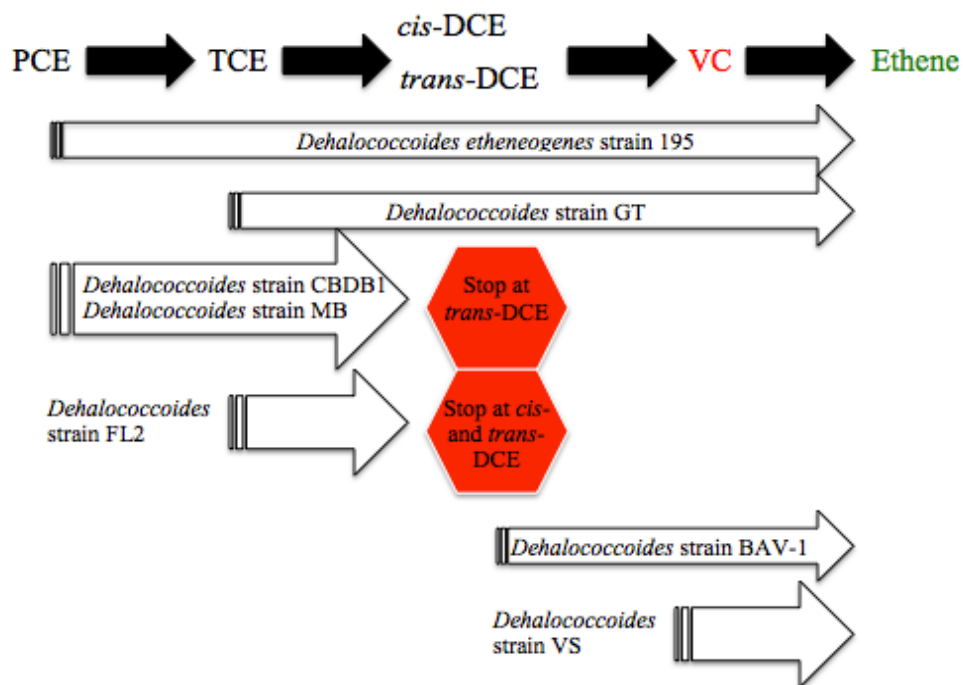 cis-DCE
PCE TCE VC Ethene
trans-DCE
Dehalococcoides etheneogenes strain 195
Dehalococcoides strain GT
Dehalococcoides strain CBDB1
Dehalococcoides strain MB
Stop at
trans-DCE
Dehalococcoides
strain FL2
Stop at cis-
and trans-
DCE
Dehalococcoides strain BAV-1
Dehalococcoides
strain VS